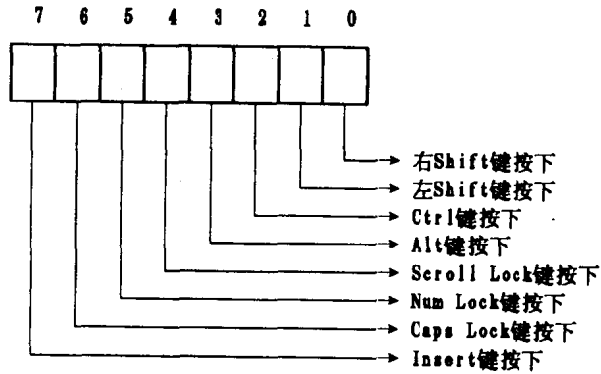 7 6 5 4 3 2 1 0
右Shift键按下
左Shift键按下
Ctrl键按下
Alt键按下
Scroll Lock键按下
Num Lock键按下
Caps Lock键按下
Insert键按下